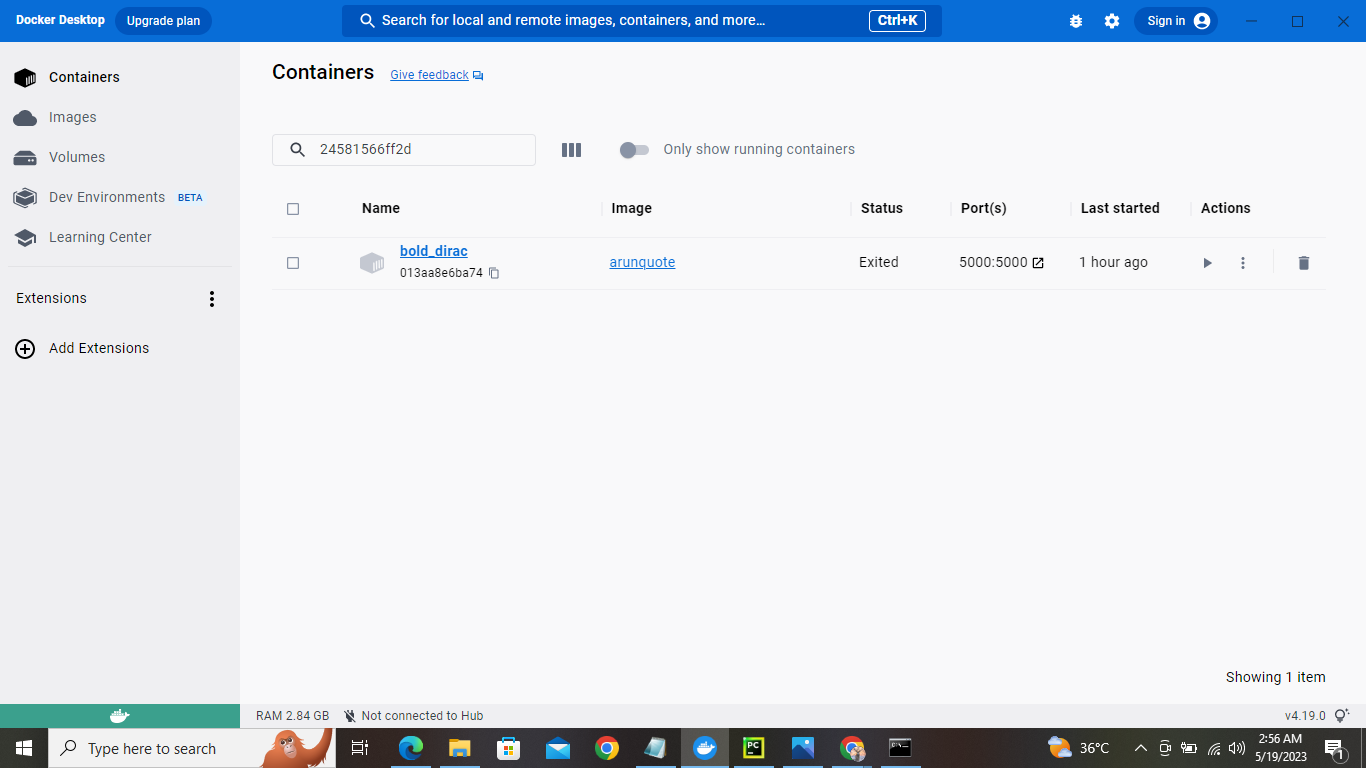 Docker Desktop Upgrade plan Search for local and remote images, containers, and more... Ctrl+K Sign in
Containers
Images
Volumes
Dev Environments BETA
Learning Center
Extensions
Add Extensions
Containers Give feedback
24581566ff2d Only show running containers
Name Image Status Port(s) Last started Actions
bold_dirac arunquote Exited 5000:5000 1 hour ago
013aa8e6ba74
Showing 1 item
RAM 2.84 GB Not connected to Hub v4.19.0
Type here to search PC 36°C 2:56 AM
5/19/2023 1